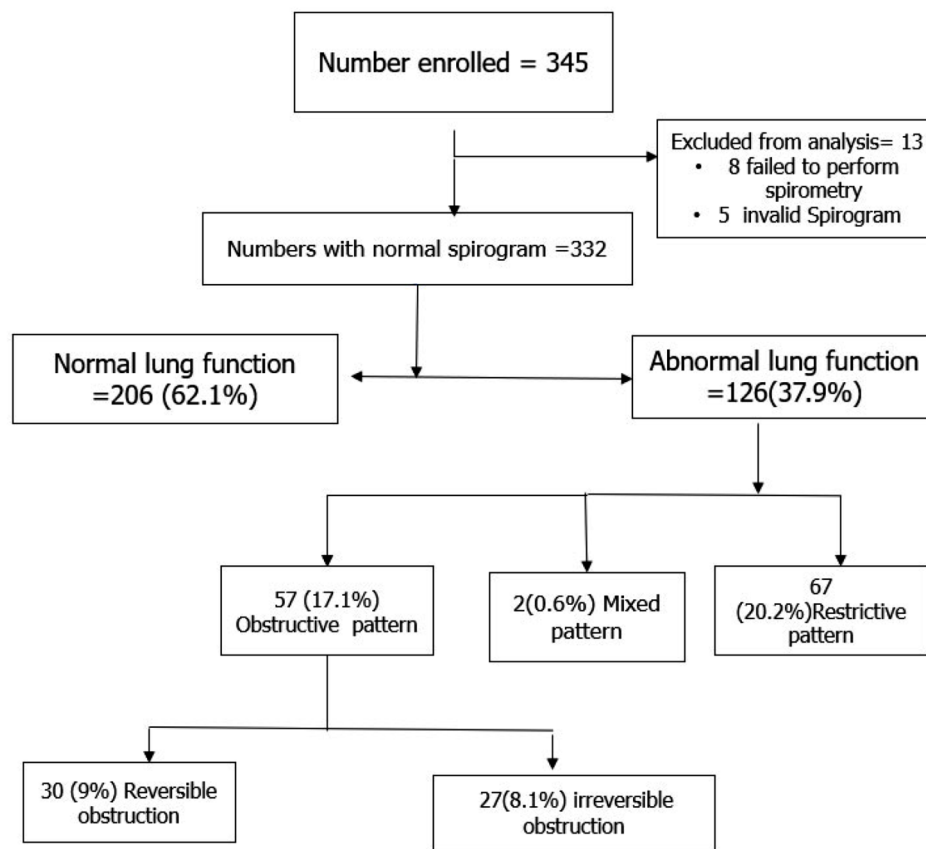 Number enrolled = 345
Excluded from analysis= 13
• 8 failed to perform
spirometry
• 5 invalid Spirogram
Numbers with normal spirogram =332
Normal lung function
=206 (62.1%)
Abnormal lung function
=126(37.9%)
57 (17.1%)
Obstructive pattern
2(0.6%) Mixed
pattern
67
(20.2%)Restrictive
pattern
30 (9%) Reversible
obstruction
27(8.1%) irreversible
obstruction